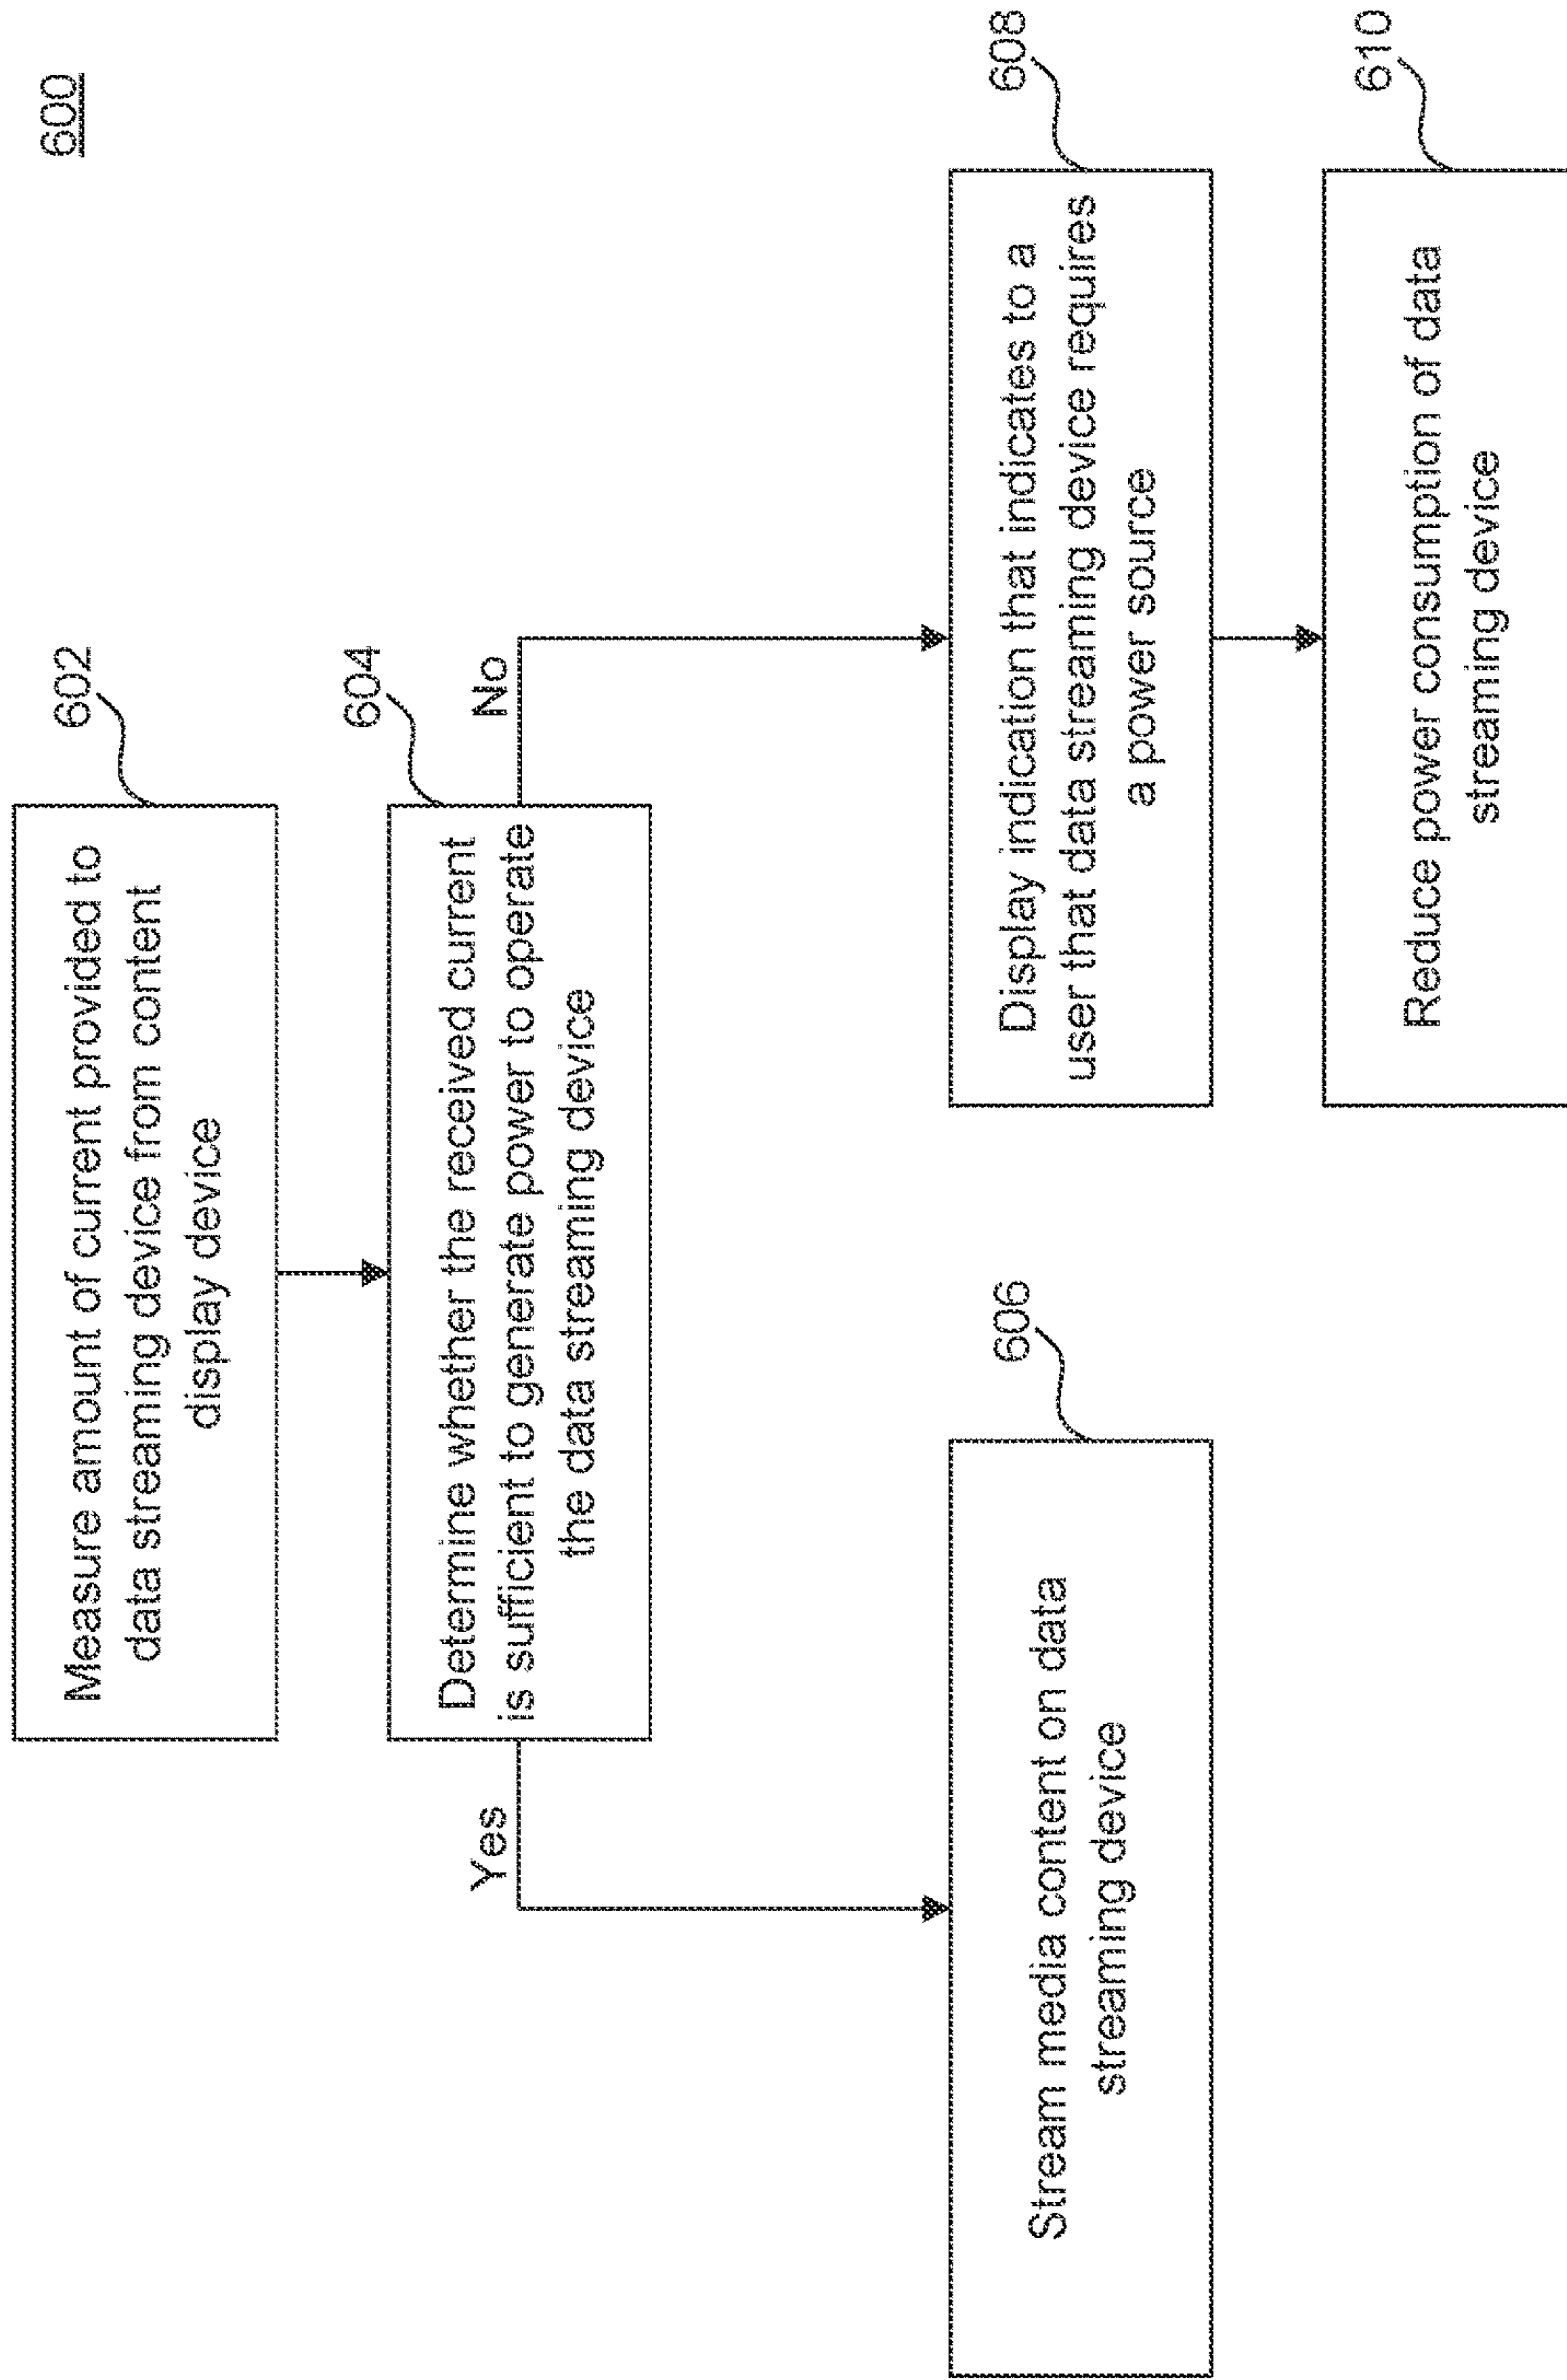 600
602
Measure amount of current provided to
data streaming device from content
display device
604
Determine whether the received current
is sufficient to generate power to operate
the data streaming device
Yes
No
606
Stream media content on data
streaming device
608
Display indication that indicates to a
user that data streaming device requires
a power source
610
Reduce power consumption of data
streaming device